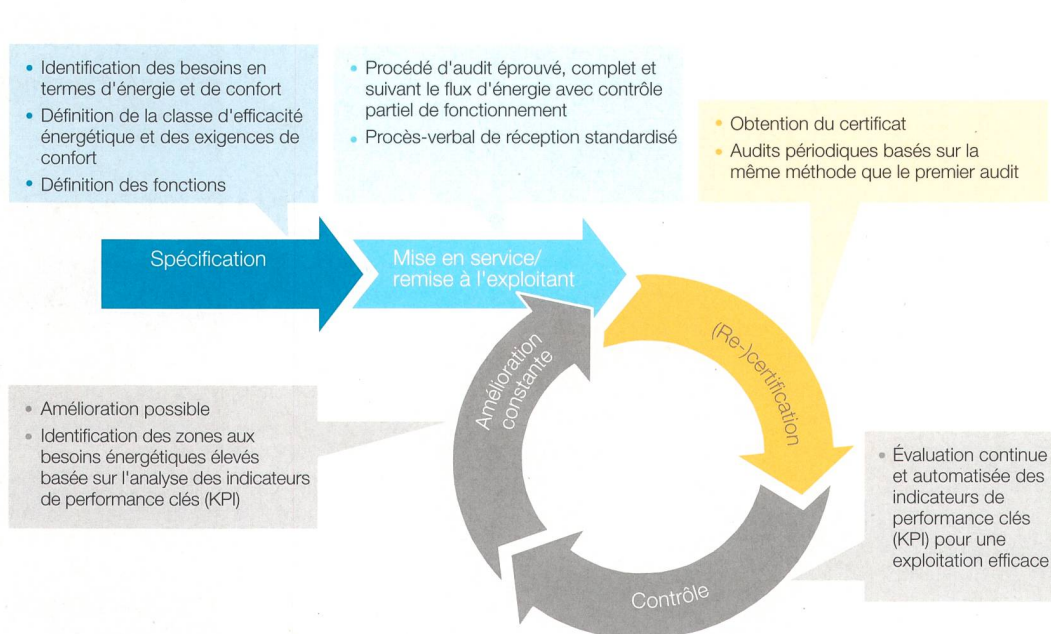 • Identification des besoins en
termes d'énergie et de confort
• Définition de la classe d'efficacité
énergétique et des exigences de
confort
• Définition des fonctions
• Procédé d'audit éprouvé, complet et
suivant le flux d'énergie avec contrôle
partiel de fonctionnement
• Procès-verbal de réception standardisé
• Obtention du certificat
• Audits périodiques basés sur la
même méthode que le premier audit
Spécification
Mise en service/
remise à l'exploitant
(Re-)certification
Amélioration
constante
• Amélioration possible
• Identification des zones aux
besoins énergétiques élevés
basée sur l'analyse des indicateurs
de performance clés (KPI)
• Évaluation continue
et automatisée des
indicateurs de
performance clés
(KPI) pour une
exploitation efficace
Contrôle